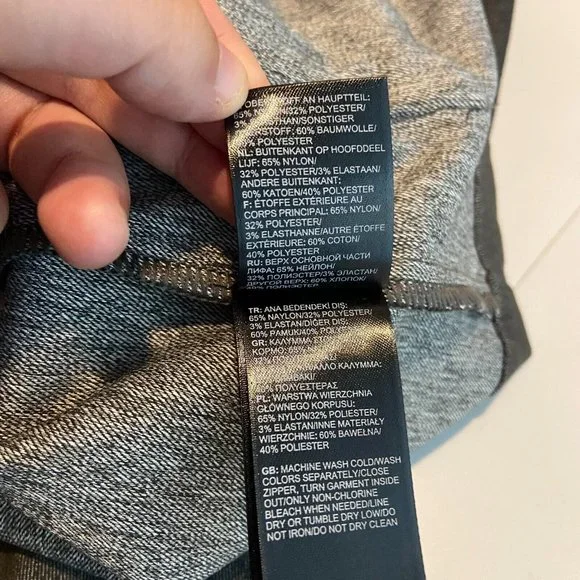 OBERSTOFF AN HAUPTTEIL:
65% NYLON/32% POLYESTER/
3% ELASTHAN/SONSTIGER
OBERSTOFF: 60% BAUMWOLLE/
40% POLYESTER
NL: BUITENKANT OP HOOFDDEEL
LIJF: 65% NYLON/
32% POLYESTER/3% ELASTAAN/
ANDERE BUITENKANT:
60% KATOEN/40% POLYESTER
F: ÉTOFFE EXTÉRIEURE AU
CORPS PRINCIPAL: 65% NYLON/
32% POLYESTER/
3% ELASTHANNE/AUTRE ÉTOFFE
EXTÉRIEURE: 60% COTON/
40% POLYESTER
RU: ВЕРХ ОСНОВНОЙ ЧАСТИ
ЛИФА: 65% НЕЙЛОН/
32% ПОЛИЭСТЕР/3% ЭЛАСТАН/
ДРУГОЙ ВЕРХ: 60% ХЛОПОК/
40% ПОЛИЭСТЕР
TR: ANA BEDENDEKİ DIŞ:
65% NAYLON/32% POLYESTER/
3% ELASTAN/DİĞER DIŞ:
60% PAMUK/40% POLYESTER
GR: ΚΑΛΥΜΜΑ ΣΤΟ
ΚΟΡΜΟ: 65%
ΚΑΛΥΜΜΑ:
ΠΟΛΥΕΣΤΕΡΑΣ
PL: WARSTWA WIERZCHNIA
GŁÓWNEGO KORPUSU:
65% NYLON/32% POLIESTER/
3% ELASTAN/INNE MATERIAŁY
WIERZCHNIE: 60% BAWEŁNA/
40% POLIESTER
GB: MACHINE WASH COLD/WASH
COLORS SEPARATELY/CLOSE
ZIPPER, TURN GARMENT INSIDE
OUT/ONLY NON-CHLORINE
BLEACH WHEN NEEDED/LINE
DRY OR TUMBLE DRY LOW/DO
NOT IRON/DO NOT DRY CLEAN